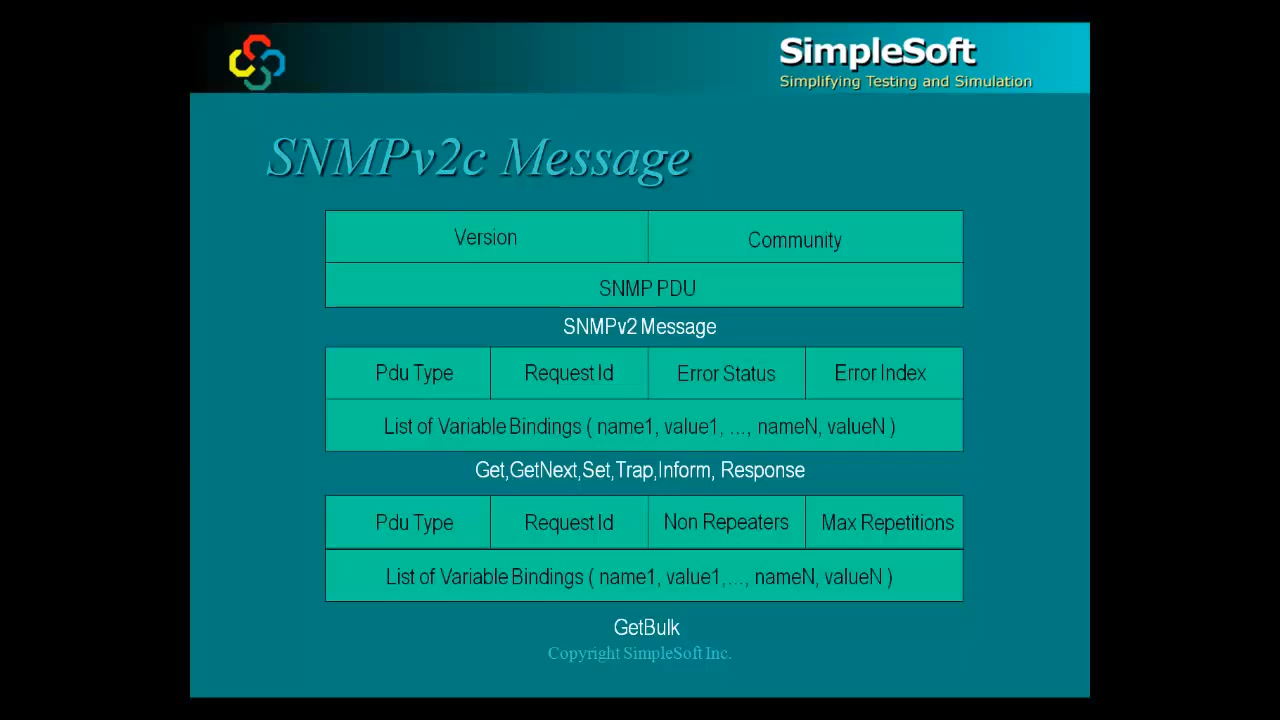 SimpleSoft
Simplifying Testing and Simulation
SNMPv2c Message
Version Community
SNMP PDU
SNMPv2 Message
Pdu Type Request Id Error Status Error Index
List of Variable Bindings ( name1, value1, ..., nameN, valueN )
Get,GetNext,Set,Trap,Inform, Response
Pdu Type Request Id Non Repeaters Max Repetitions
List of Variable Bindings ( name1, value1,..., nameN, valueN )
GetBulk
Copyright SimpleSoft Inc.